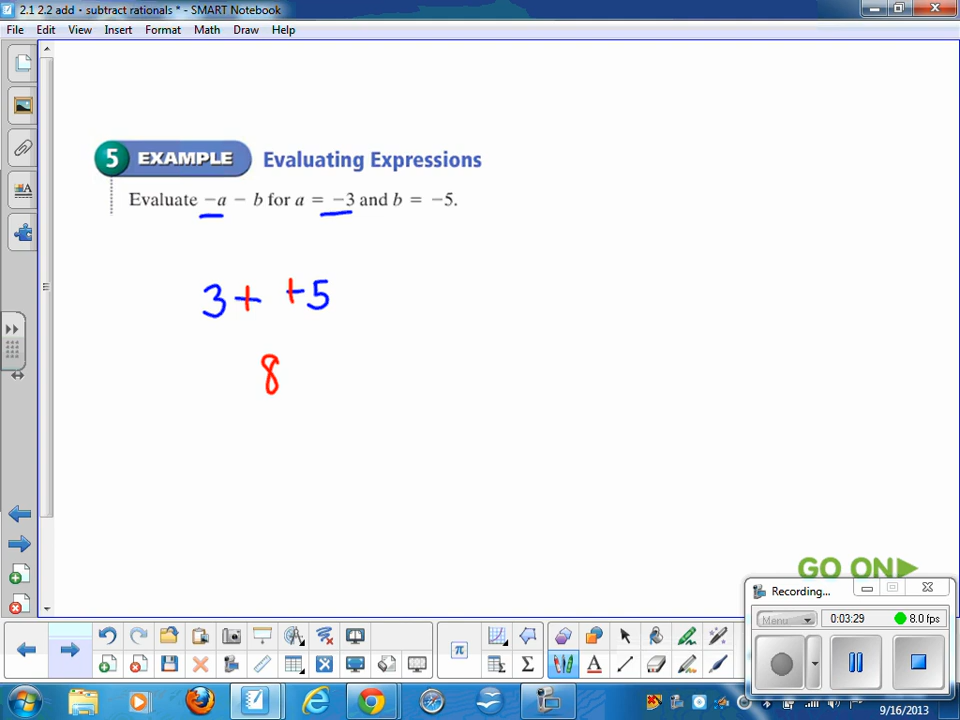 2.1 2.2 add - subtract rationals * - SMART Notebook
File Edit View Insert Format Math Draw Help
5 EXAMPLE Evaluating Expressions
Evaluate −a − b for a = −3 and b = −5.
3 + +5
8
GO ON
Recording...
Menu 0:03:29 8.0 fps
π Σ A
9/16/2013